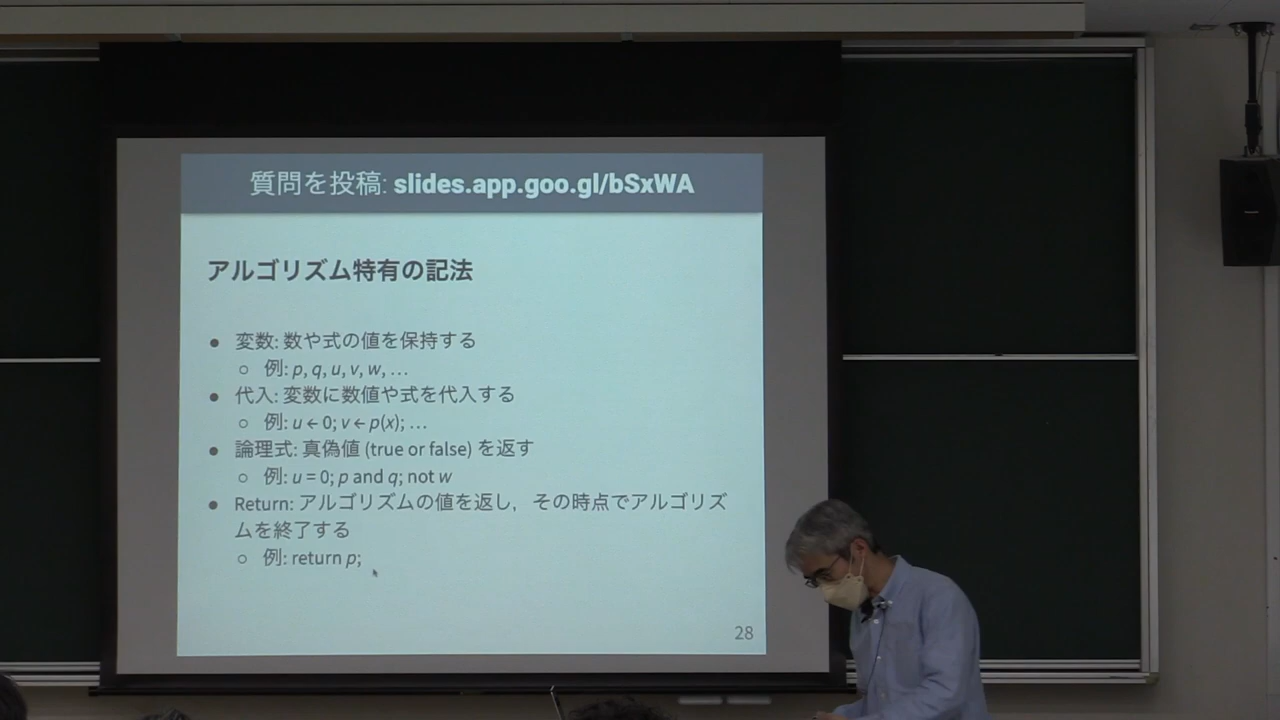 質問を投稿: slides.app.goo.gl/bSxWA
アルゴリズム特有の記法
● 変数: 数や式の値を保持する
○ 例: p, q, u, v, w, …
● 代入: 変数に数値や式を代入する
○ 例: u ← 0; v ← p(x); …
● 論理式: 真偽値 (true or false) を返す
○ 例: u = 0; p and q; not w
● Return: アルゴリズムの値を返し，その時点でアルゴリズ
ムを終了する
○ 例: return p;
28